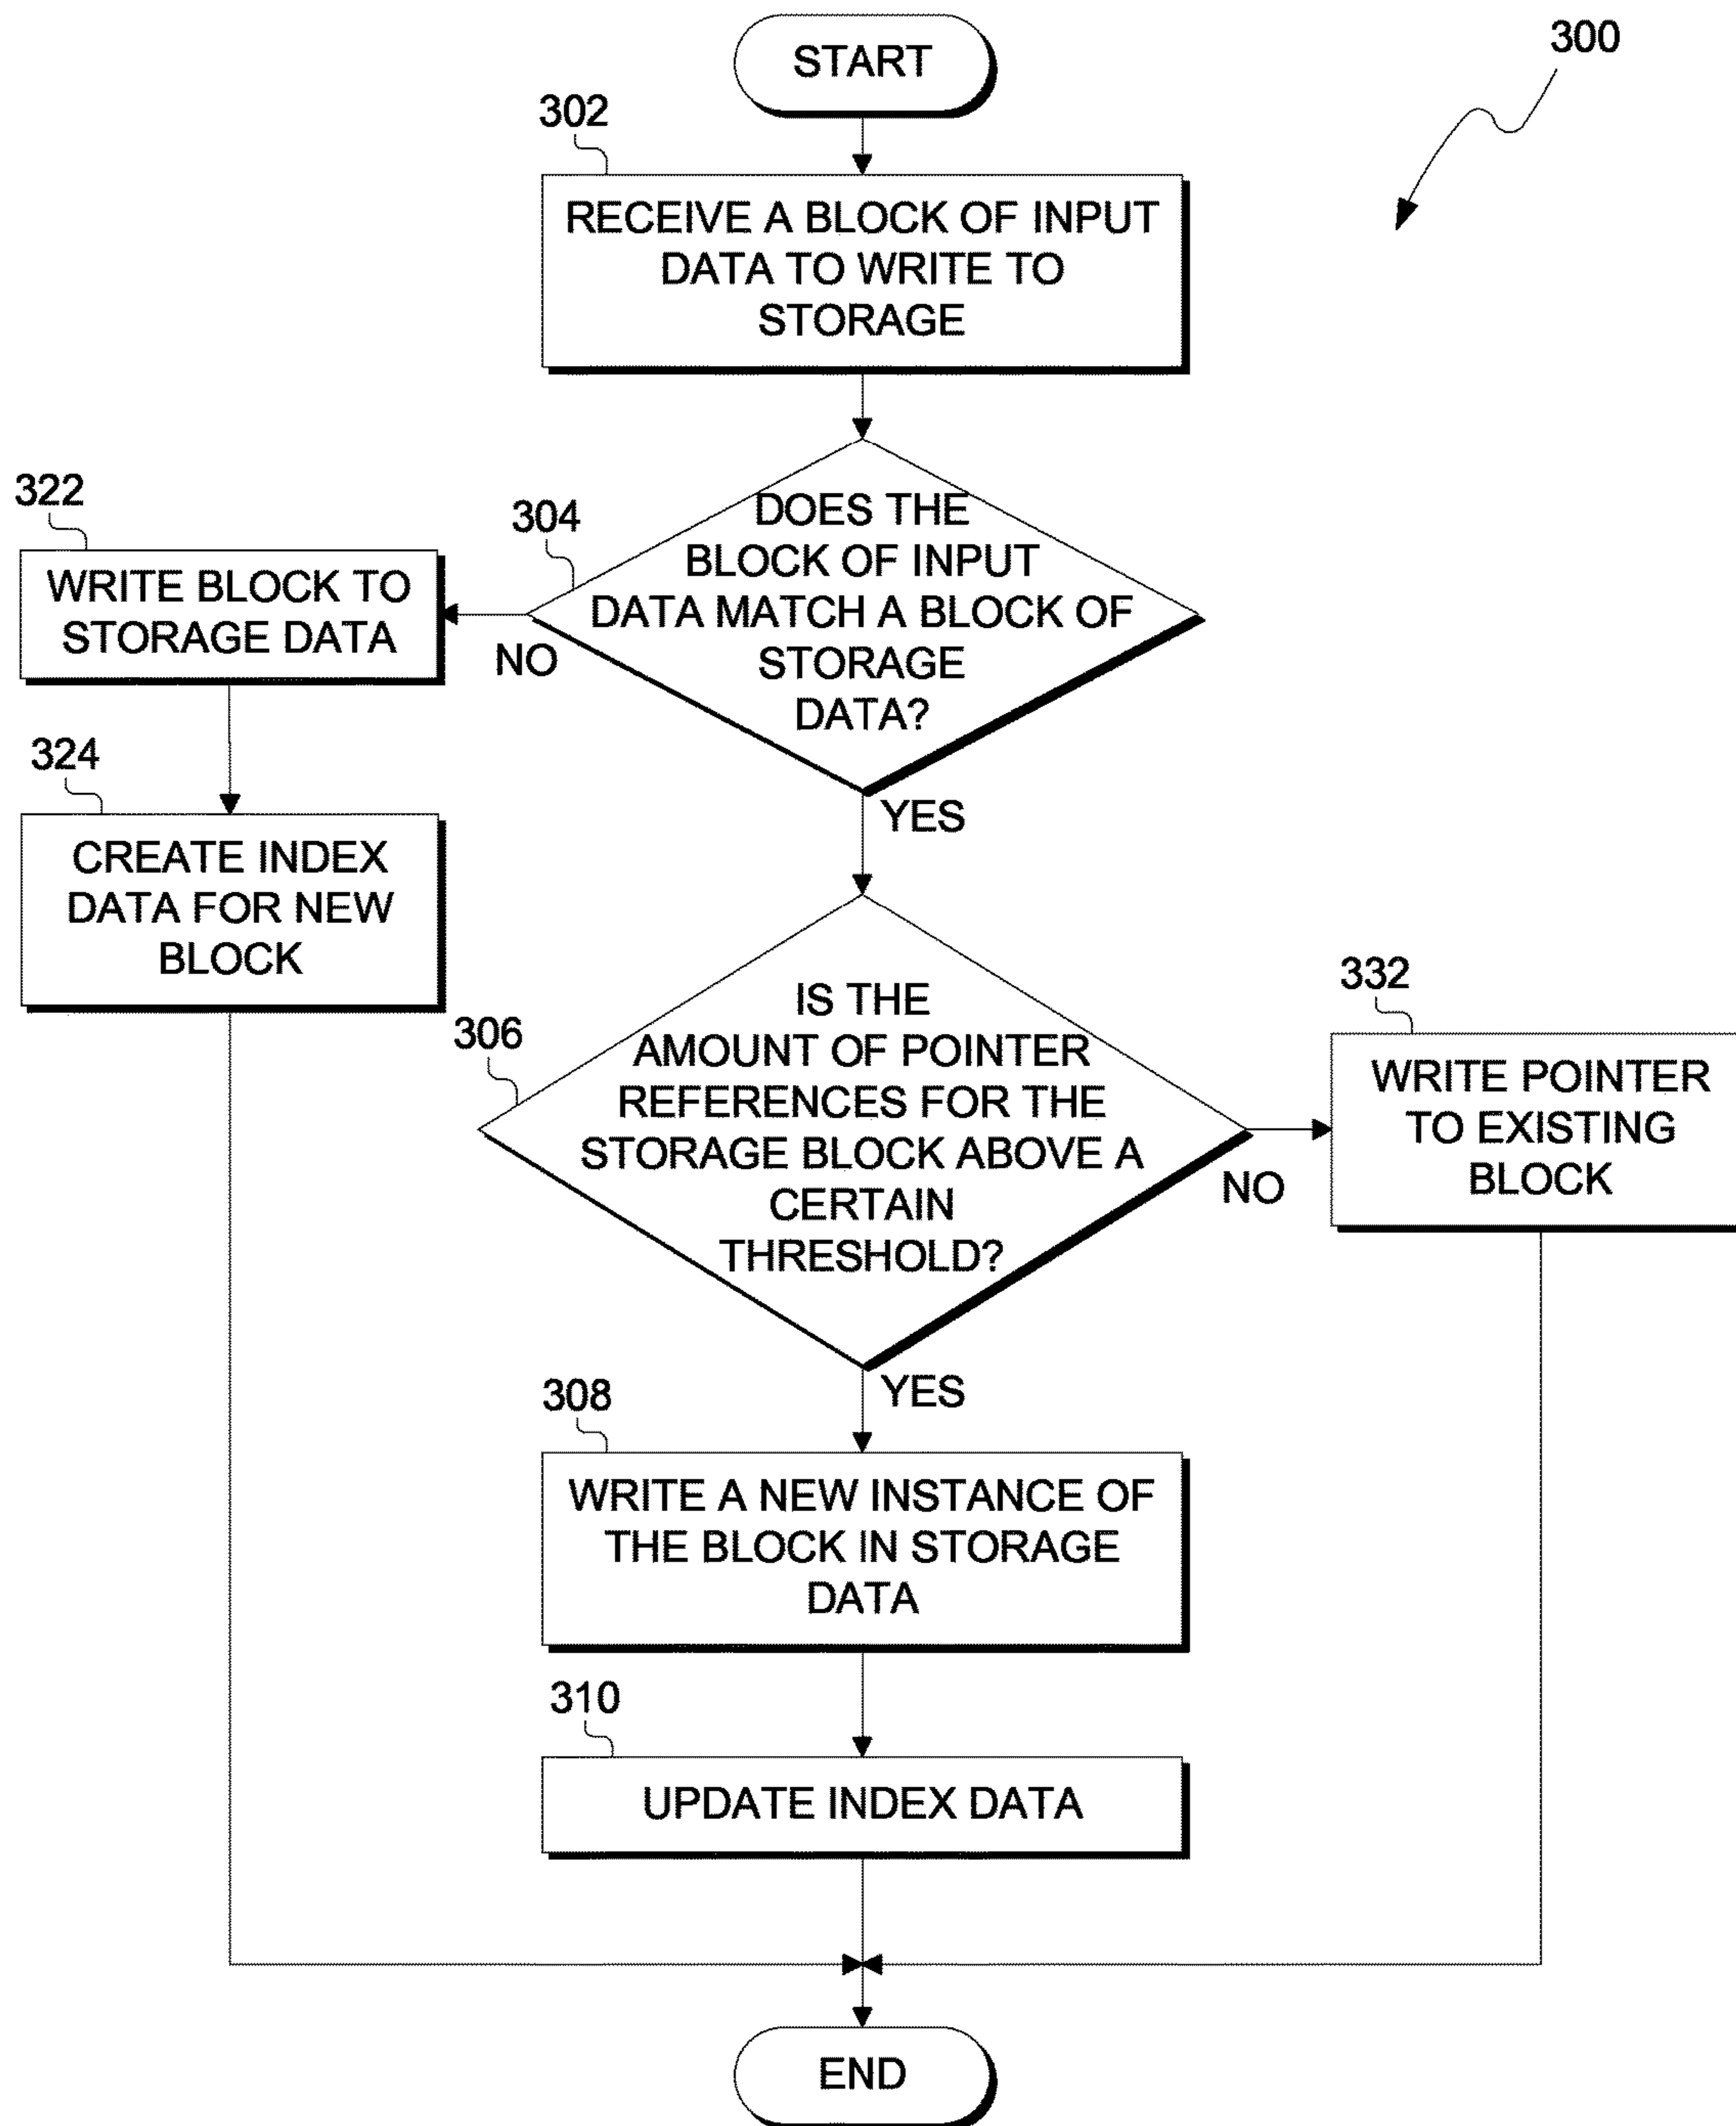 START
300
302
RECEIVE A BLOCK OF INPUT
DATA TO WRITE TO
STORAGE
322
304
DOES THE
BLOCK OF INPUT
DATA MATCH A BLOCK OF
STORAGE
DATA?
WRITE BLOCK TO
STORAGE DATA
NO
YES
324
CREATE INDEX
DATA FOR NEW
BLOCK
306
IS THE
AMOUNT OF POINTER
REFERENCES FOR THE
STORAGE BLOCK ABOVE A
CERTAIN
THRESHOLD?
332
WRITE POINTER
TO EXISTING
BLOCK
NO
YES
308
WRITE A NEW INSTANCE OF
THE BLOCK IN STORAGE
DATA
310
UPDATE INDEX DATA
END